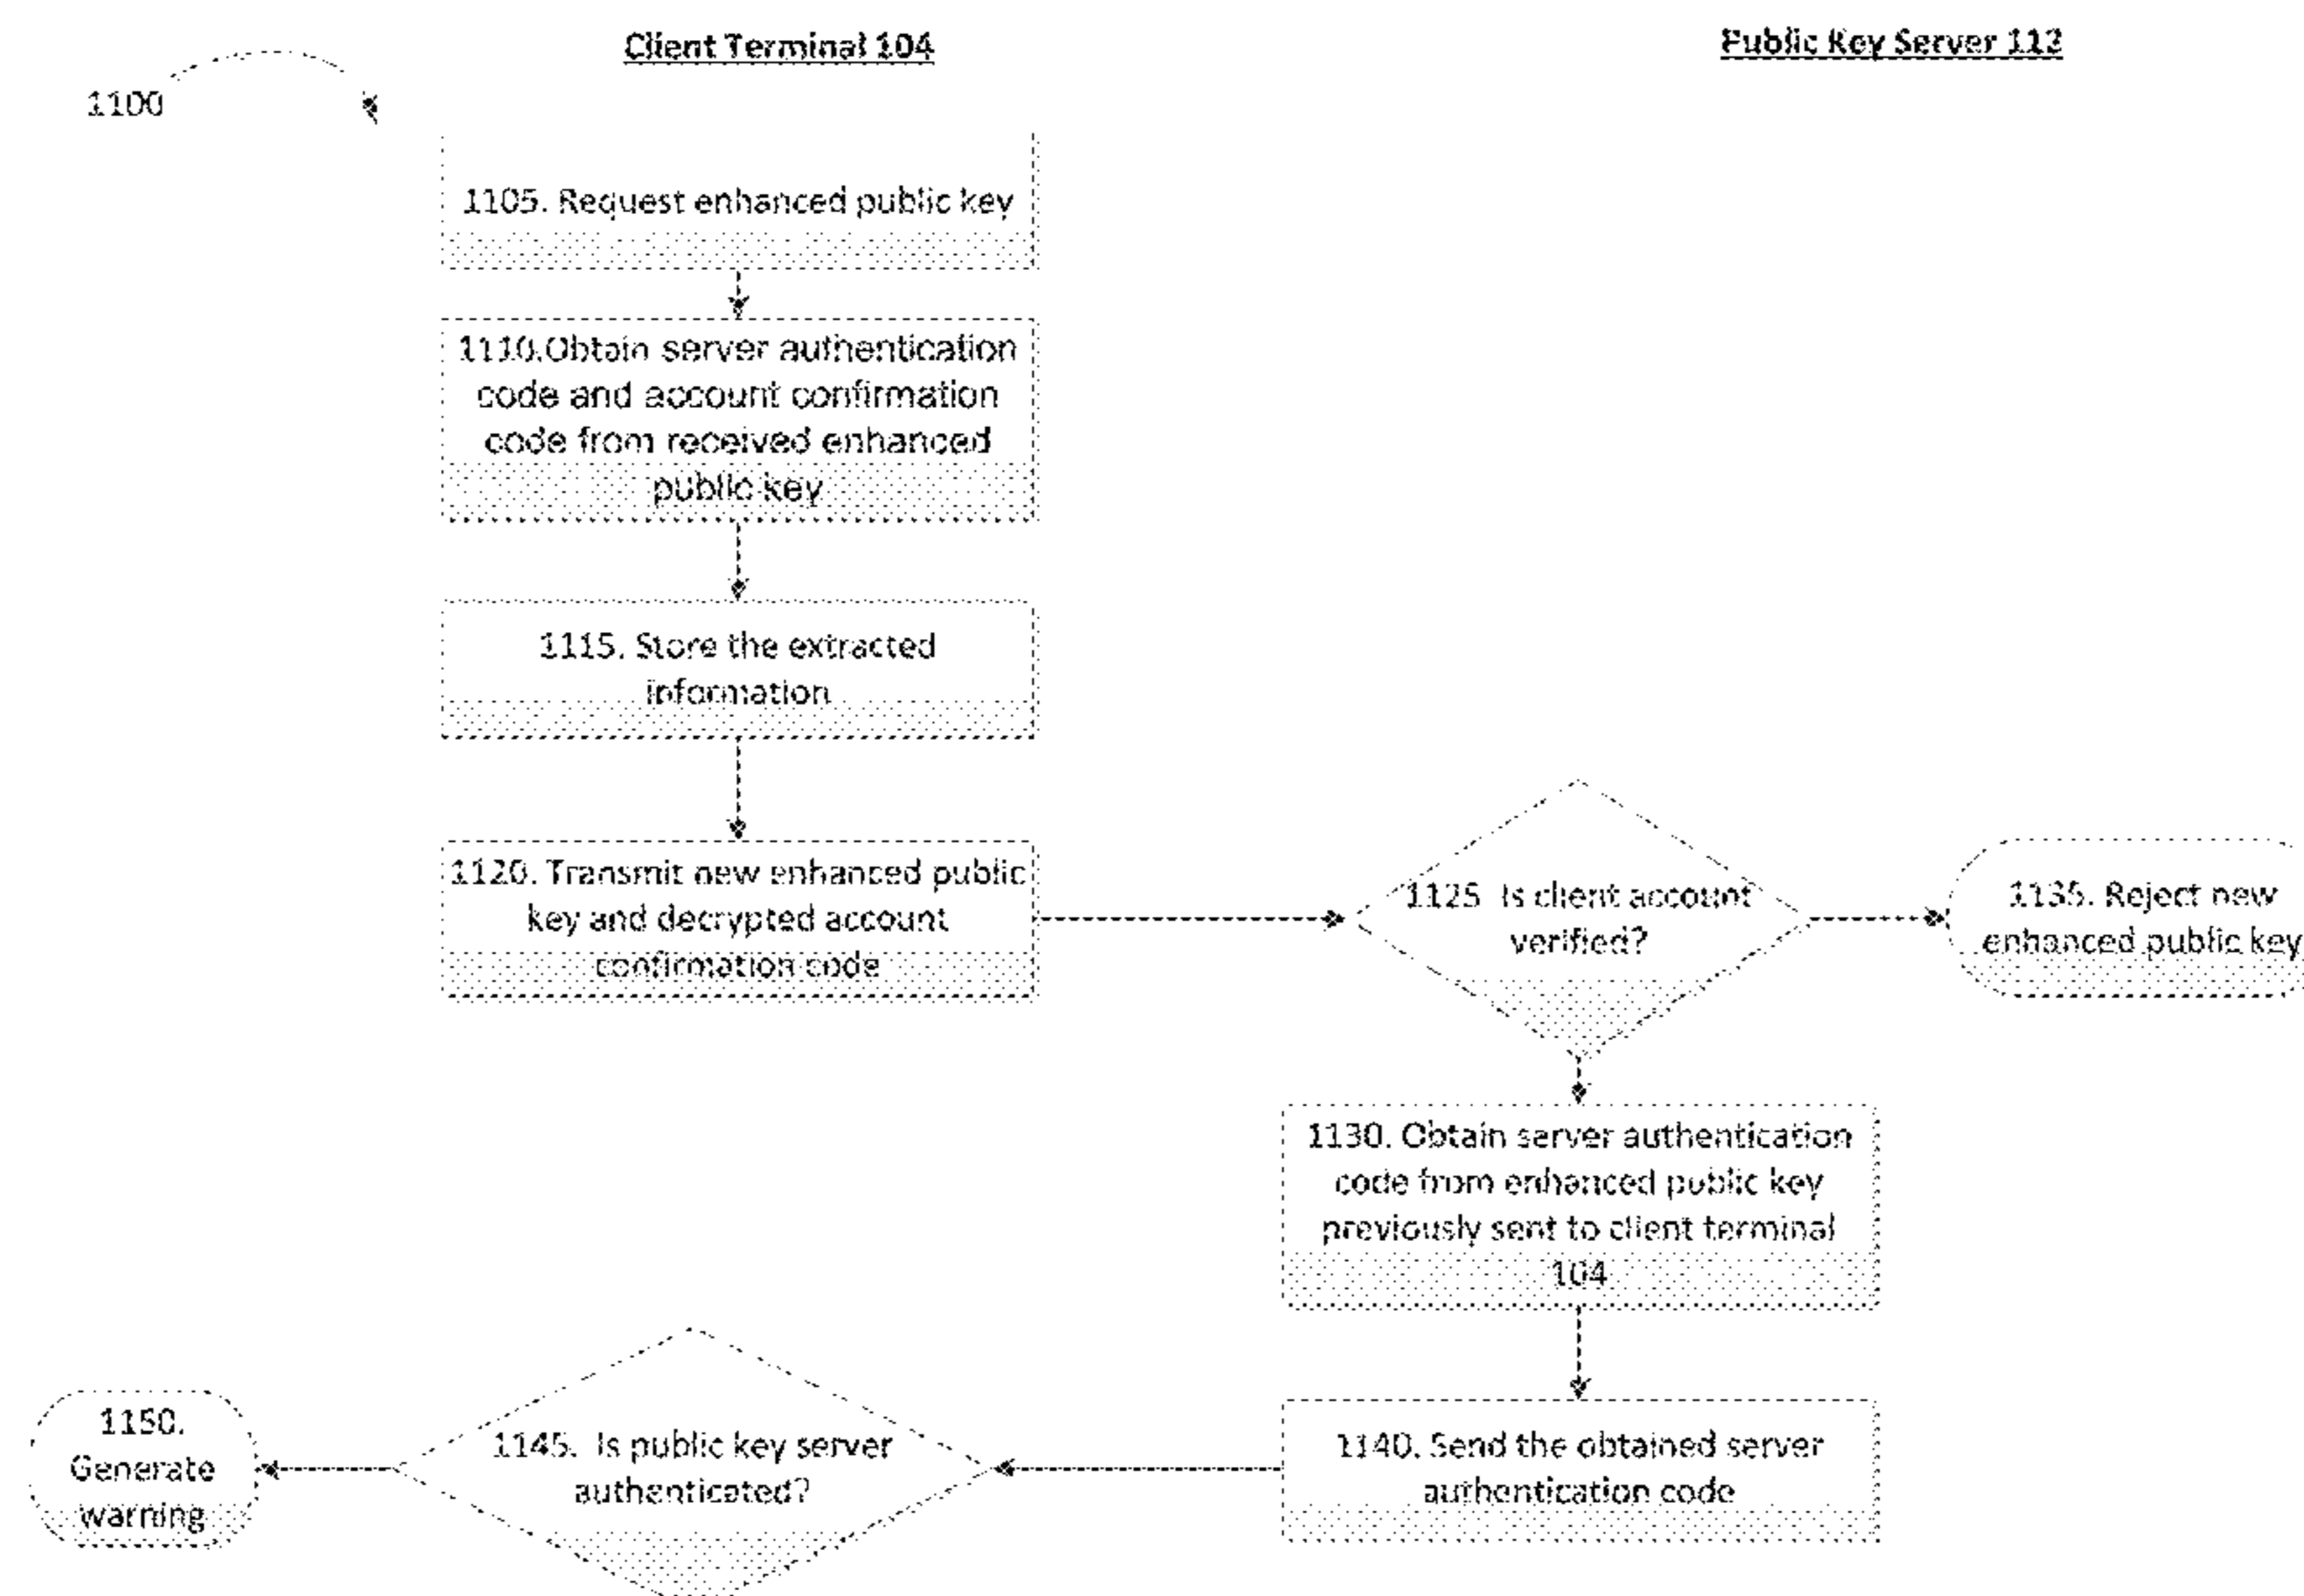 Client Terminal 104
Public Key Server 112
1100
1105. Request enhanced public key
1110.Obtain server authentication
code and account confirmation
code from received enhanced
public key
1115. Store the extracted
information
1120. Transmit new enhanced public
key and decrypted account
confirmation code
1125 Is client account
verified?
1135. Reject new
enhanced public key
1130. Obtain server authentication
code from enhanced public key
previously sent to client terminal
104
1140. Send the obtained server
authentication code
1145. Is public key server
authenticated?
1150.
Generate
warning